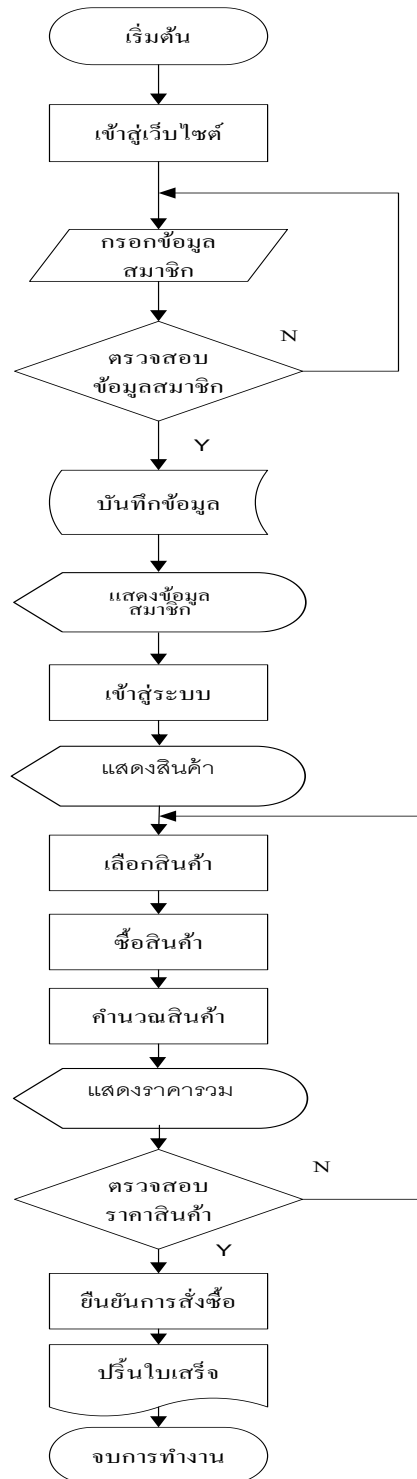 เริ่มต้น
เข้าสู่เว็บไซต์
กรอกข้อมูล
สมาชิก
ตรวจสอบ
ข้อมูลสมาชิก
N
Y
บันทึกข้อมูล
แสดงข้อมูล
สมาชิก
เข้าสู่ระบบ
แสดงสินค้า
เลือกสินค้า
ซื้อสินค้า
คำนวณสินค้า
แสดงราคารวม
ตรวจสอบ
ราคาสินค้า
N
Y
ยืนยันการสั่งซื้อ
ปริ้นใบเสร็จ
จบการทำงาน